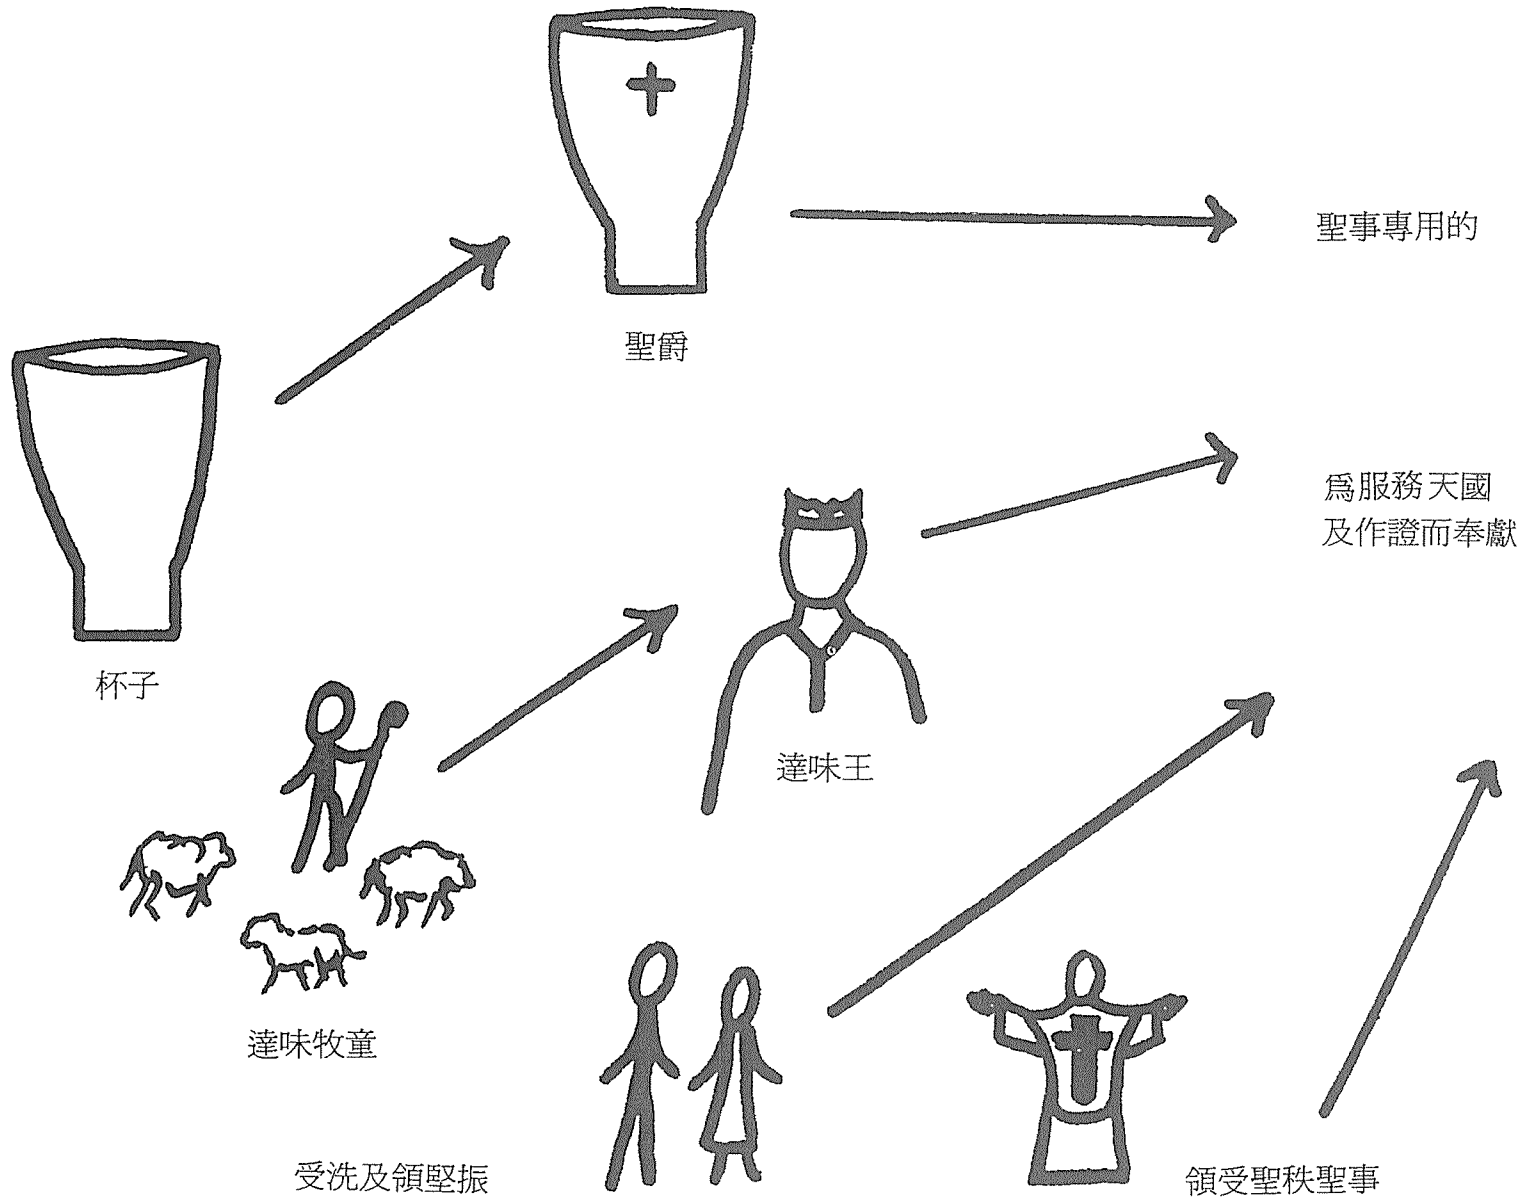 聖事專用的
聖爵
爲服務天國
及作證而奉獻
杯子
達味王
達味牧童
受洗及領堅振
領受聖秩聖事